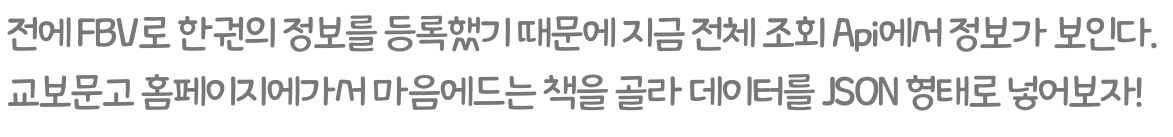 전에 FBV로 한권의 정보를 등록했기 때문에 지금 전체 조회 Api에서 정보가 보인다.
교보문고 홈페이지에가서 마음에드는 책을 골라 데이터를 JSON 형태로 넣어보자!